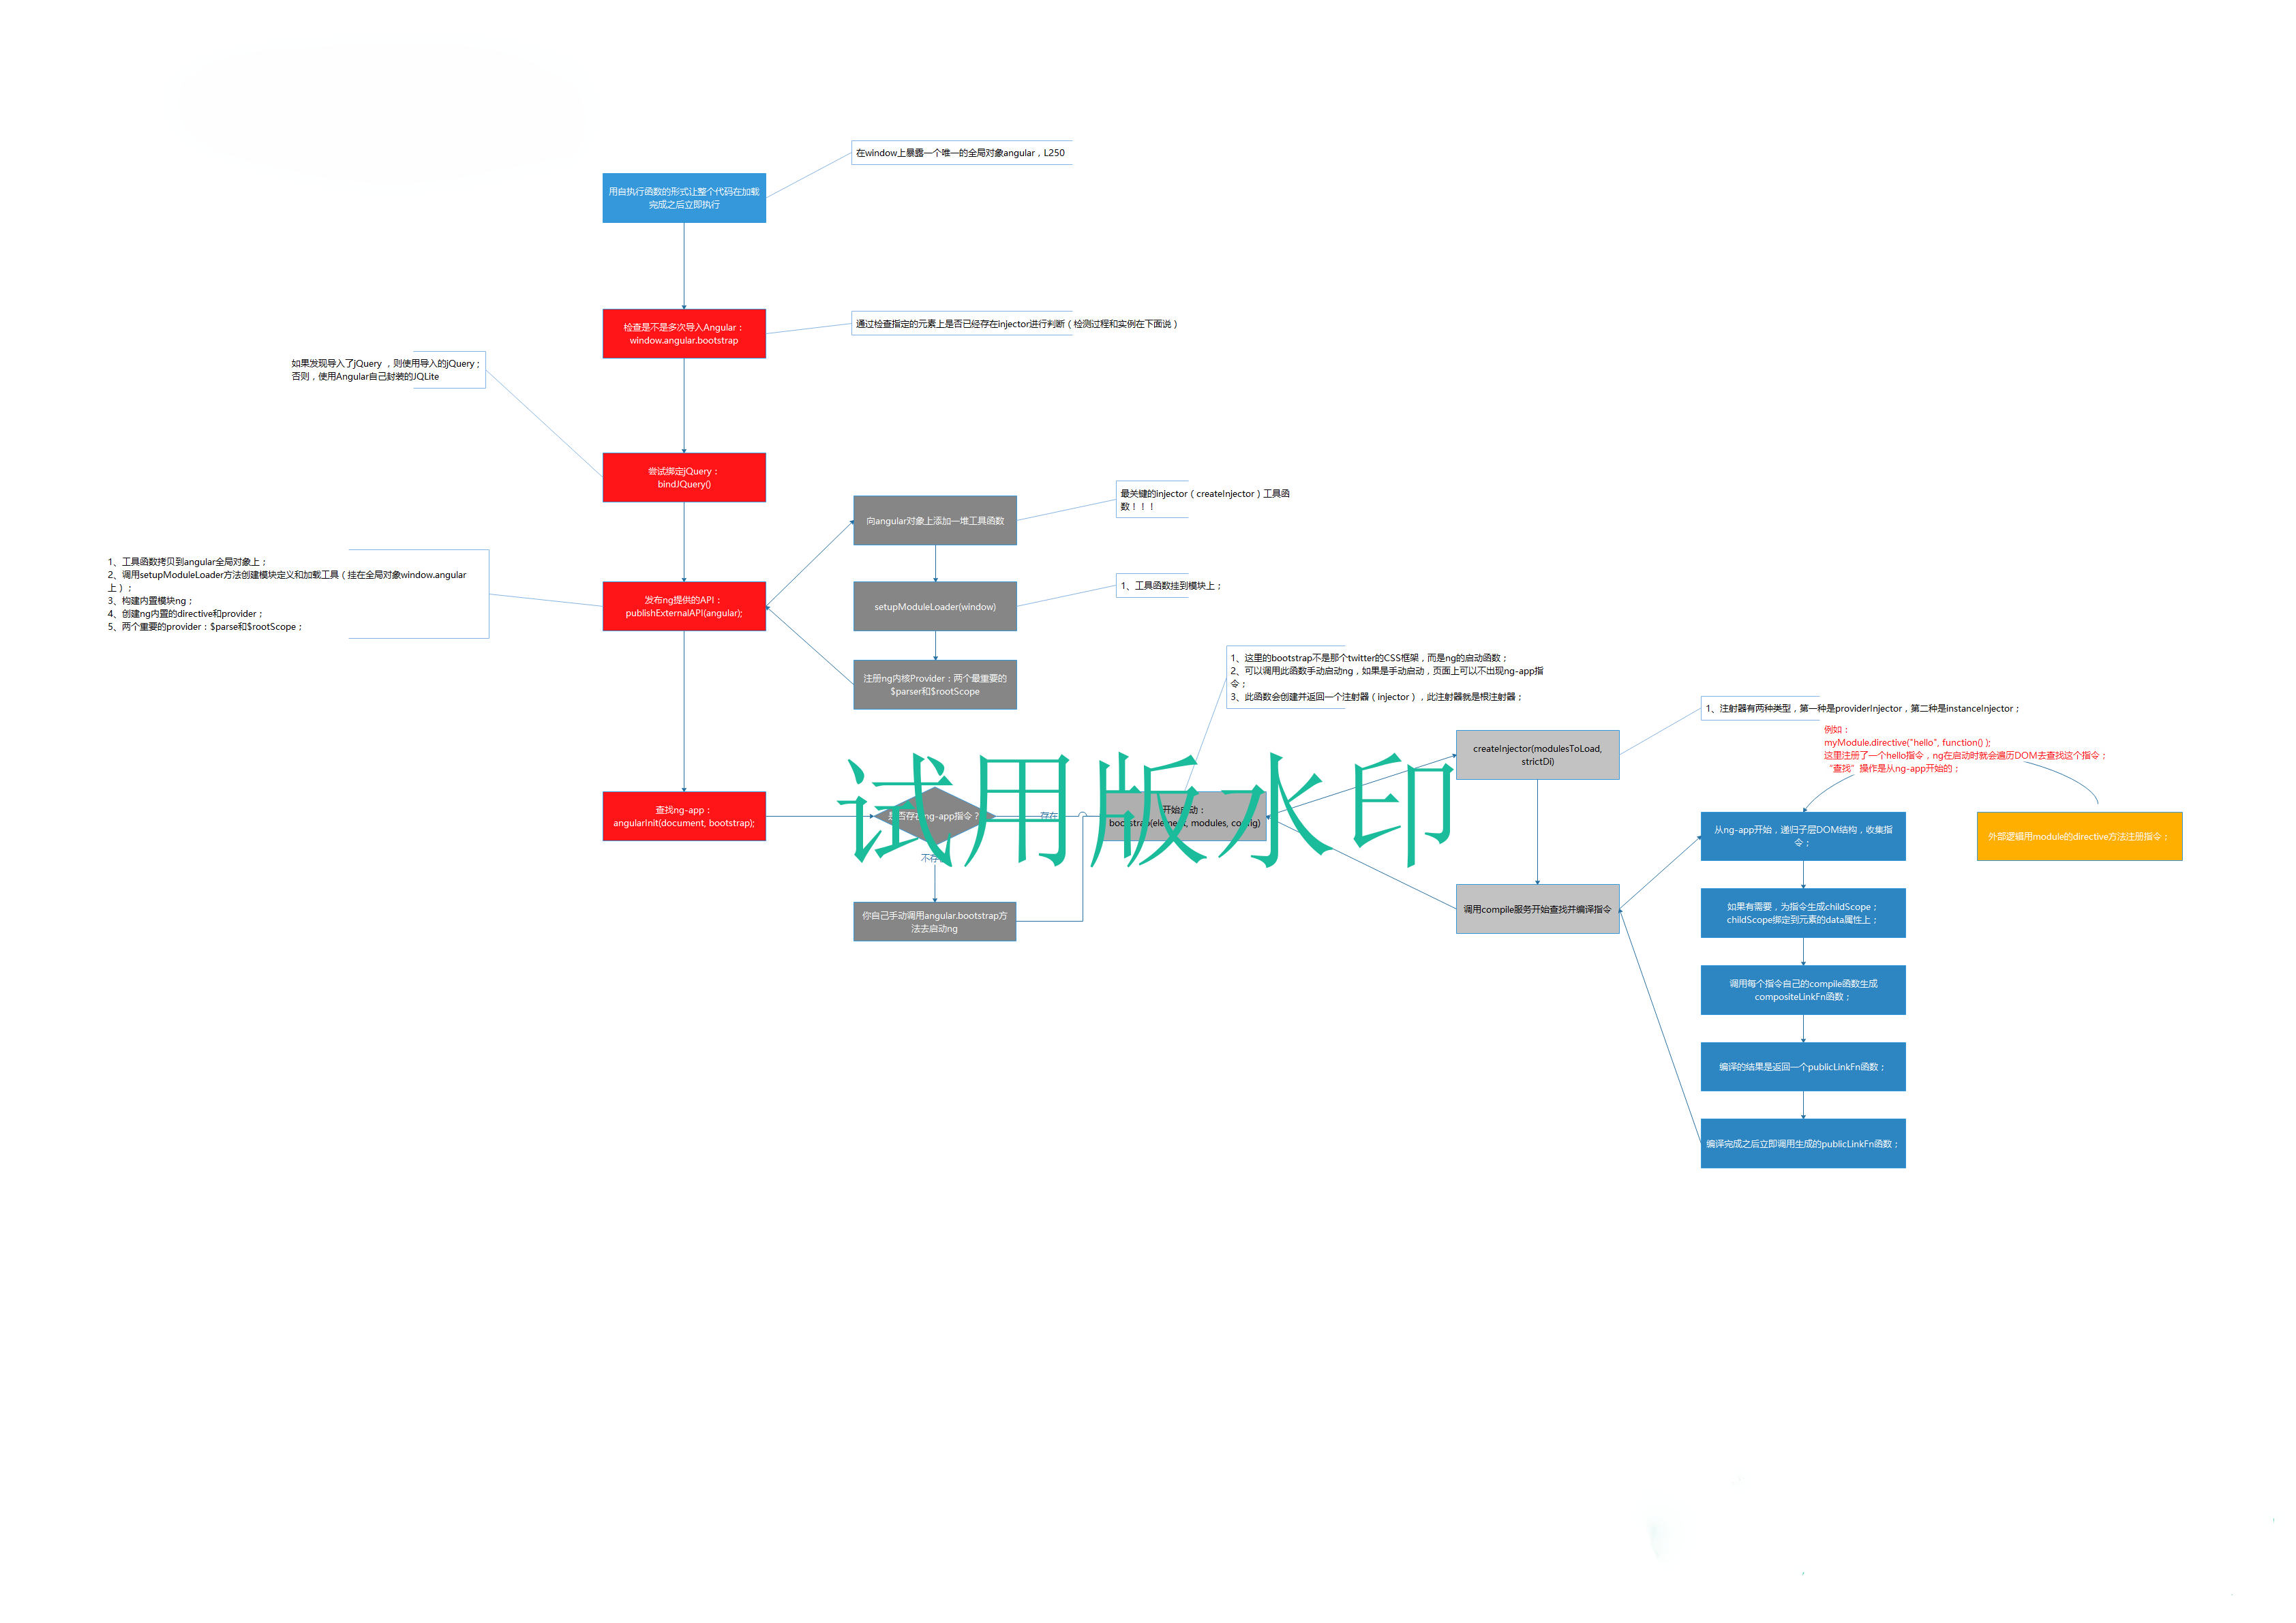 在window上暴露一个唯一的全局对象angular，L250
用自执行函数的形式让整个代码在加载
完成之后立即执行
检查是不是多次导入Angular：
window.angular.bootstrap
通过检查指定的元素上是否已经存在injector进行判断（检测过程和实例在下面说）
如果发现导入了jQuery ，则使用导入的jQuery；
否则，使用Angular自己封装的JQLite
尝试绑定jQuery：
bindJQuery()
向angular对象上添加一堆工具函数
最关键的injector（createInjector）工具函
数！！！
1、工具函数拷贝到angular全局对象上；
2、调用setupModuleLoader方法创建模块定义和加载工具（挂在全局对象window.angular
上）；
3、构建内置模块ng；
4、创建ng内置的directive和provider；
5、两个重要的provider：$parse和$rootScope；
发布ng提供的API：
publishExternalAPI(angular);
setupModuleLoader(window)
1、工具函数挂到模块上；
注册ng内核Provider：两个最重要的
$parser和$rootScope
1、这里的bootstrap不是那个twitter的CSS框架，而是ng的启动函数；
2、可以调用此函数手动启动ng，如果是手动启动，页面上可以不出现ng-app指
令；
3、此函数会创建并返回一个注册器（injector），此注册器就是根注射器；
1、注射器有两种类型，第一种是providerInjector，第二种是instanceInjector；
例如：
myModule.directive("hello", function() );
这里注册了一个hello指令，ng在启动时就会遍历DOM去查找这个指令；
“查找”操作是从ng-app开始的；
createInjector(modulesToLoad,
strictDi)
试用版水印
查找ng-app：
angularInit(document, bootstrap);
是否存在ng-app指令？
存在
开始启动：
bootstrap(element, modules, config)
不存
你自己手动调用angular.bootstrap方
法去启动ng
调用compile服务开始查找并编译指令
从ng-app开始，递归子层DOM结构，收集指
令；
外部逻辑用module的directive方法注册指令；
如果有需要，为指令生成childScope；
childScope绑定到元素的data属性上；
调用每个指令自己的compile函数生成
compositeLinkFn函数；
编译的结果是返回一个publicLinkFn函数；
编译完成之后立即调用生成的publicLinkFn函数；